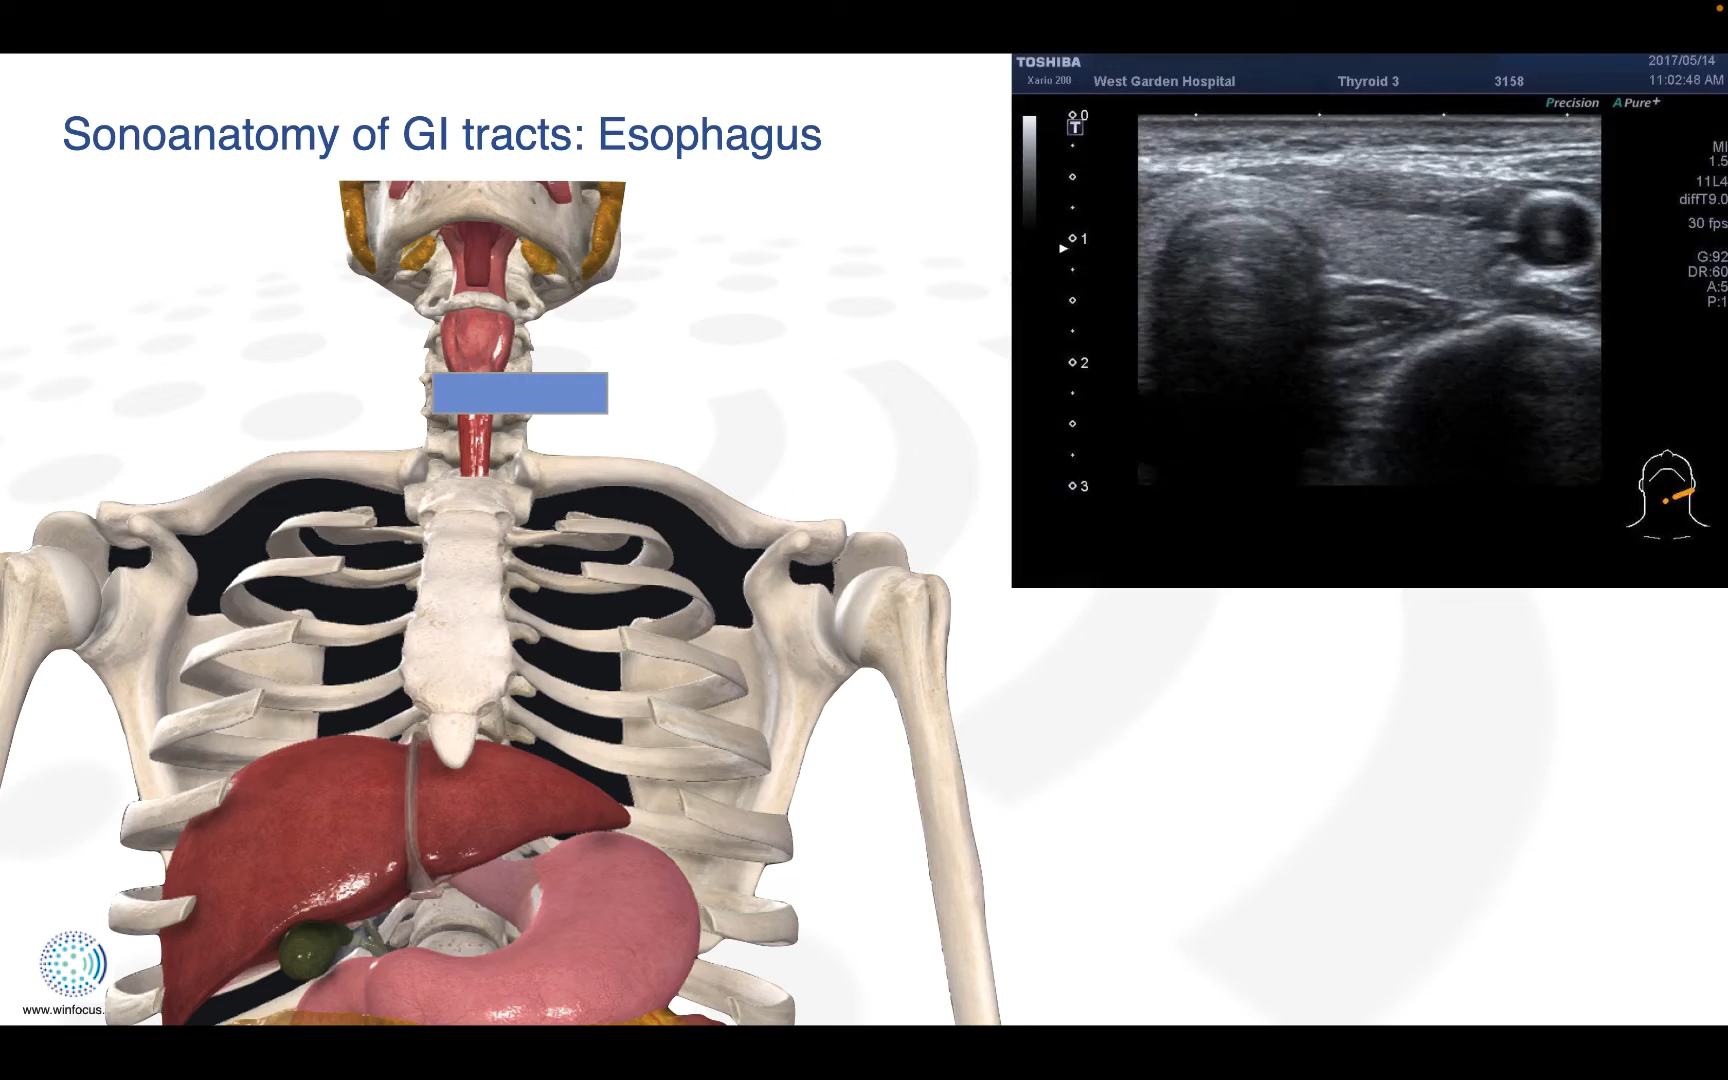 Sonoanatomy of GI tracts: Esophagus
www.winfocus.
TOSHIBA
Xario 200
West Garden Hospital
Thyroid 3
3158
2017/05/14
11:02:48 AM
Precision APure+
T
0
1
2
3
MI
1.5
11L4
diffT9.0
30 fps
G:92
DR:60
A:5
P:1